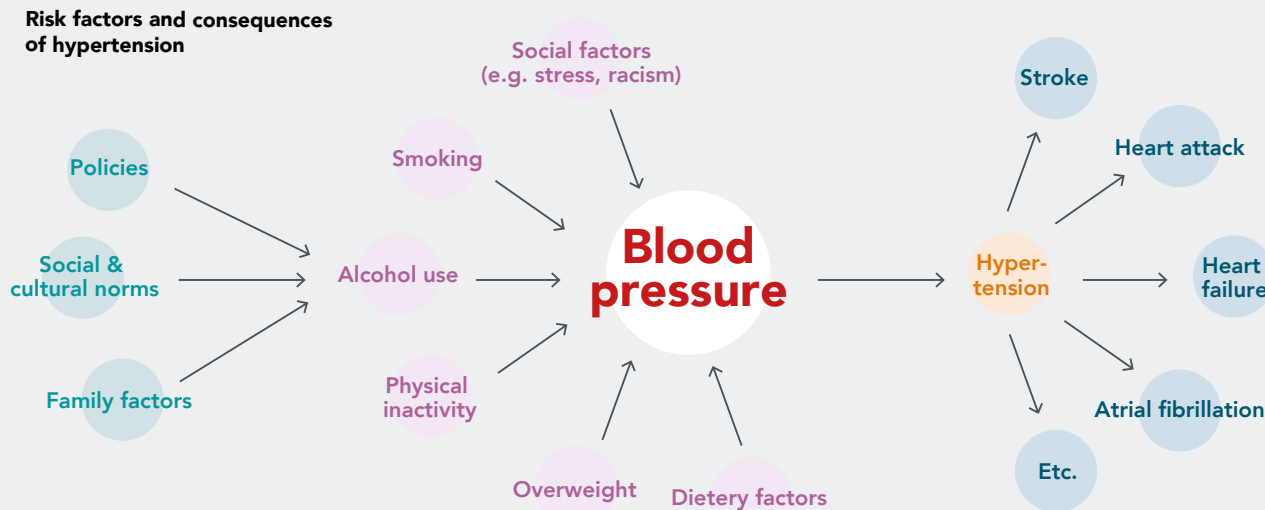 Risk factors and consequences
of hypertension
Policies
Social &
cultural norms
Family factors
Social factors
(e.g. stress, racism)
Smoking
Alcohol use
Physical
inactivity
Overweight
Dietery factors
Blood
pressure
Hyper-
tension
Stroke
Heart attack
Heart
failure
Atrial fibrillation
Etc.